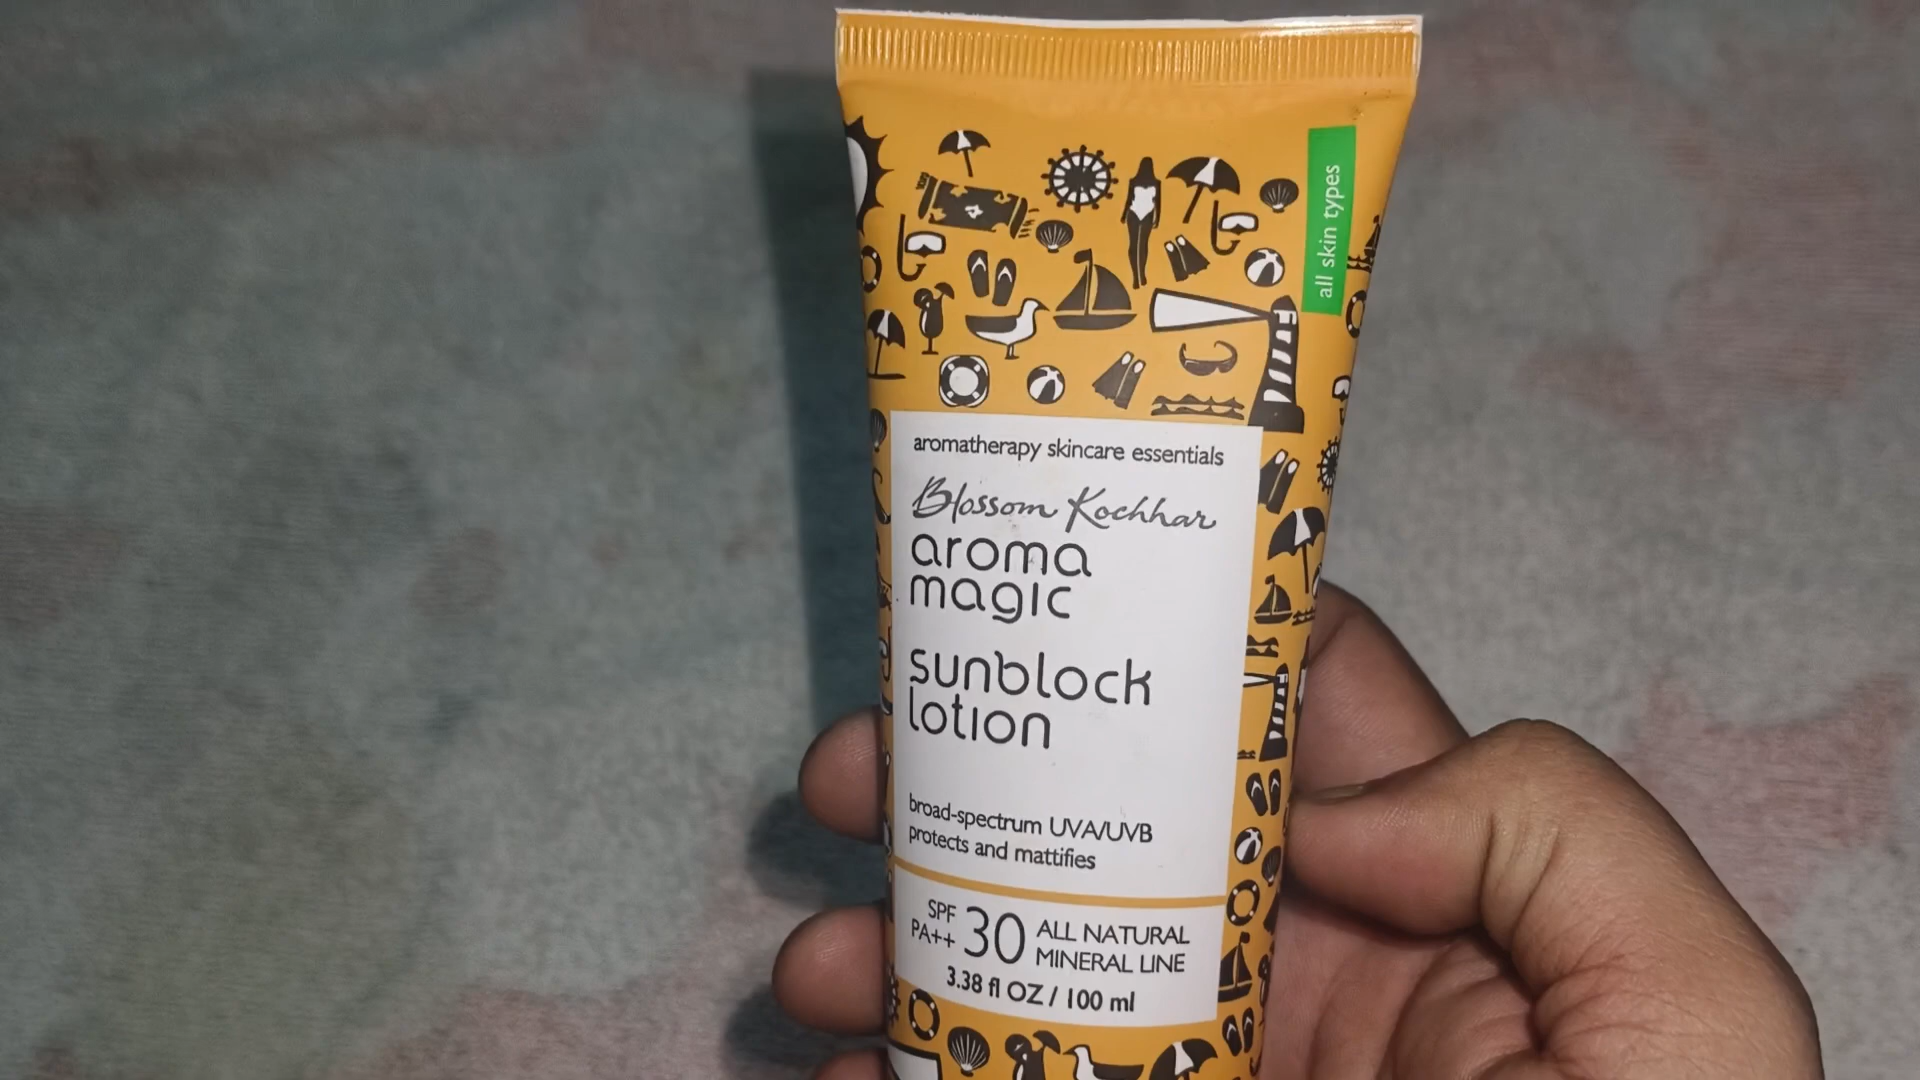 all skin types
aromatherapy skincare essentials
Blossom Kochhar
aroma
magic
sunblock
lotion
broad-spectrum UVA/UVB
protects and mattifies
SPF
PA++
30
ALL NATURAL
MINERAL LINE
3.38 fl OZ / 100 ml